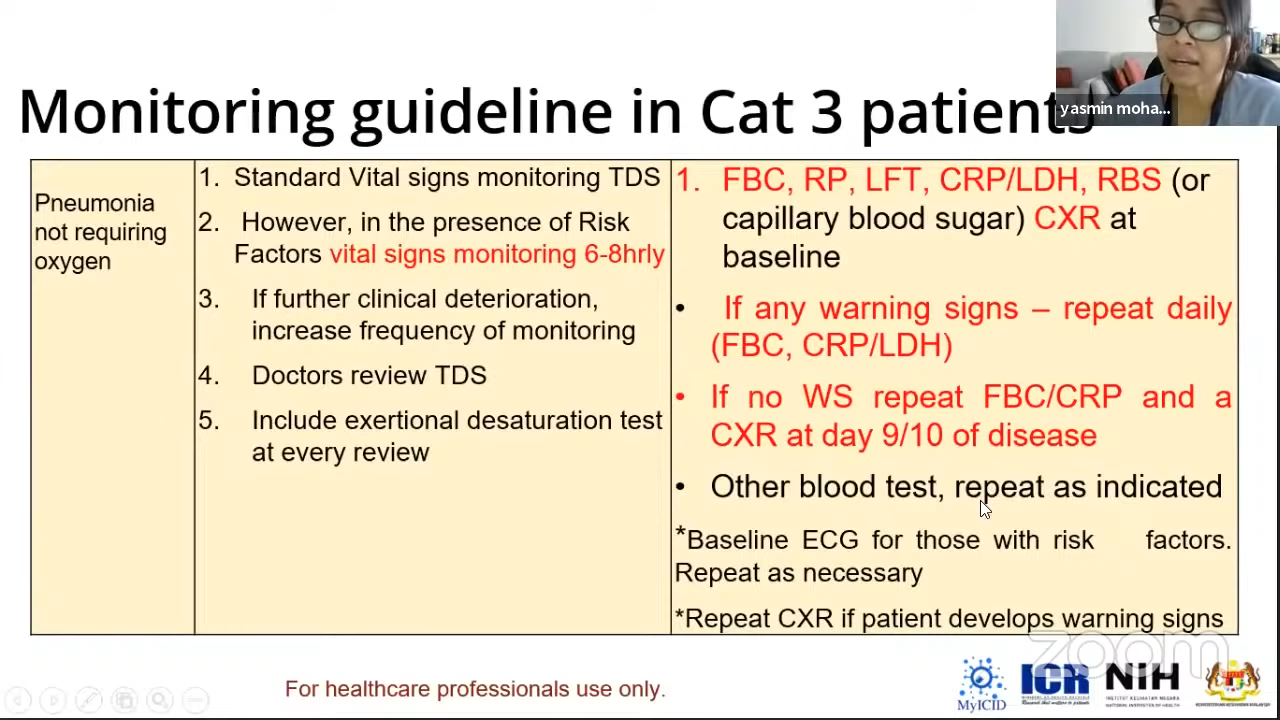 Monitoring guideline in Cat 3 patients
yasmin moha...
Pneumonia
not requiring
oxygen
1. Standard Vital signs monitoring TDS
2. However, in the presence of Risk
Factors vital signs monitoring 6-8hrly
3. If further clinical deterioration,
increase frequency of monitoring
4. Doctors review TDS
5. Include exertional desaturation test
at every review
1. FBC, RP, LFT, CRP/LDH, RBS (or
capillary blood sugar) CXR at
baseline
• If any warning signs – repeat daily
(FBC, CRP/LDH)
• If no WS repeat FBC/CRP and a
CXR at day 9/10 of disease
• Other blood test, repeat as indicated
*Baseline ECG for those with risk factors.
Repeat as necessary
*Repeat CXR if patient develops warning signs
zoom
For healthcare professionals use only.
MyICID
ICR
NIH